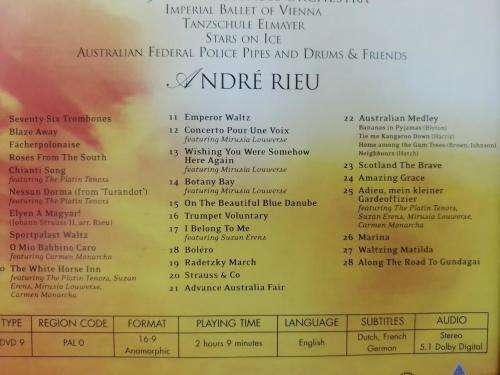 ORCHESTRA
IMPERIAL BALLET OF VIENNA
TANZSCHULE ELMAYER
STARS ON ICE
AUSTRALIAN FEDERAL POLICE PIPES AND DRUMS & FRIENDS
ANDRÉ RIEU
Seventy Six Trombones
Blaze Away
Facherpolonaise
Roses From The South
Chianti Song
featuring The Platin Tenors
Nessun Dorma (from 'Turandot')
featuring The Platin Tenors
Elyen A Magyar!
(Johann Strauss II, arr. Rieu)
Sportpalast Waltz
O Mio Babbino Caro
featuring Carmen Monarcha
The White Horse Inn
featuring The Platin Tenors, Suzan
Erens, Mirusia Louwerse,
Carmen Monarcha
11 Emperor Waltz
12 Concerto Pour Une Voix
featuring Mirusia Louwerse
13 Wishing You Were Somehow
Here Again
featuring Mirusia Louwerse
14 Botany Bay
featuring Mirusia Louwerse
15 On The Beautiful Blue Danube
16 Trumpet Voluntary
17 I Belong To Me
featuring Suzan Erens
18 Boléro
19 Radetzky March
20 Strauss & Co
21 Advance Australia Fair
22 Australian Medley
Bananas in Pyjamas (Blyton)
Tie me Kangaroo Down (Harris)
Home among the Gum Trees (Brown, Johnson)
Neighbours (Hatch)
23 Scotland The Brave
24 Amazing Grace
25 Adieu, mein kleiner
Gardeoffizier
featuring The Platin Tenors,
Suzan Erens, Mirusia Louwerse,
Carmen Monarcha
26 Marina
27 Waltzing Matilda
28 Along The Road To Gundagai
TYPE REGION CODE FORMAT PLAYING TIME LANGUAGE SUBTITLES AUDIO
DVD 9 PAL 0 16:9 Anamorphic 2 hours 9 minutes English Dutch, French German Stereo 5.1 Dolby Digital